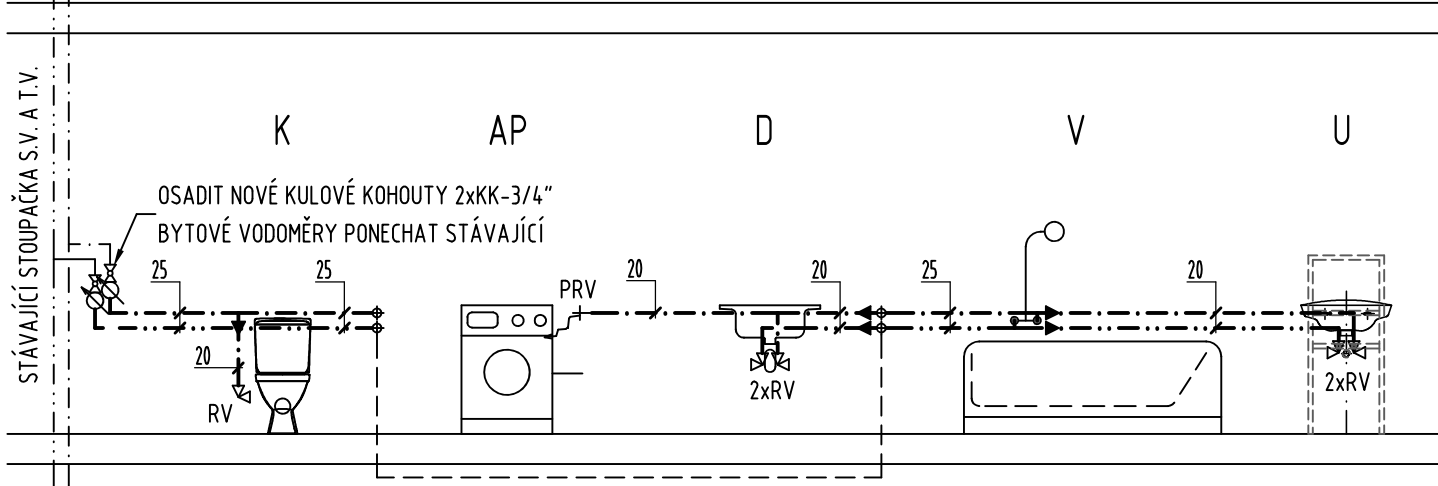 STÁVAJÍCÍ STOUPAČKA S.V. A T.V.
K
AP
D
V
U
OSADIT NOVÉ KULOVÉ KOHOUTY 2xKK-3/4"
BYTOVÉ VODOMĚRY PONECHAT STÁVAJÍCÍ
25
25
PRV
20
20
25
20
20
RV
2xRV
2xRV